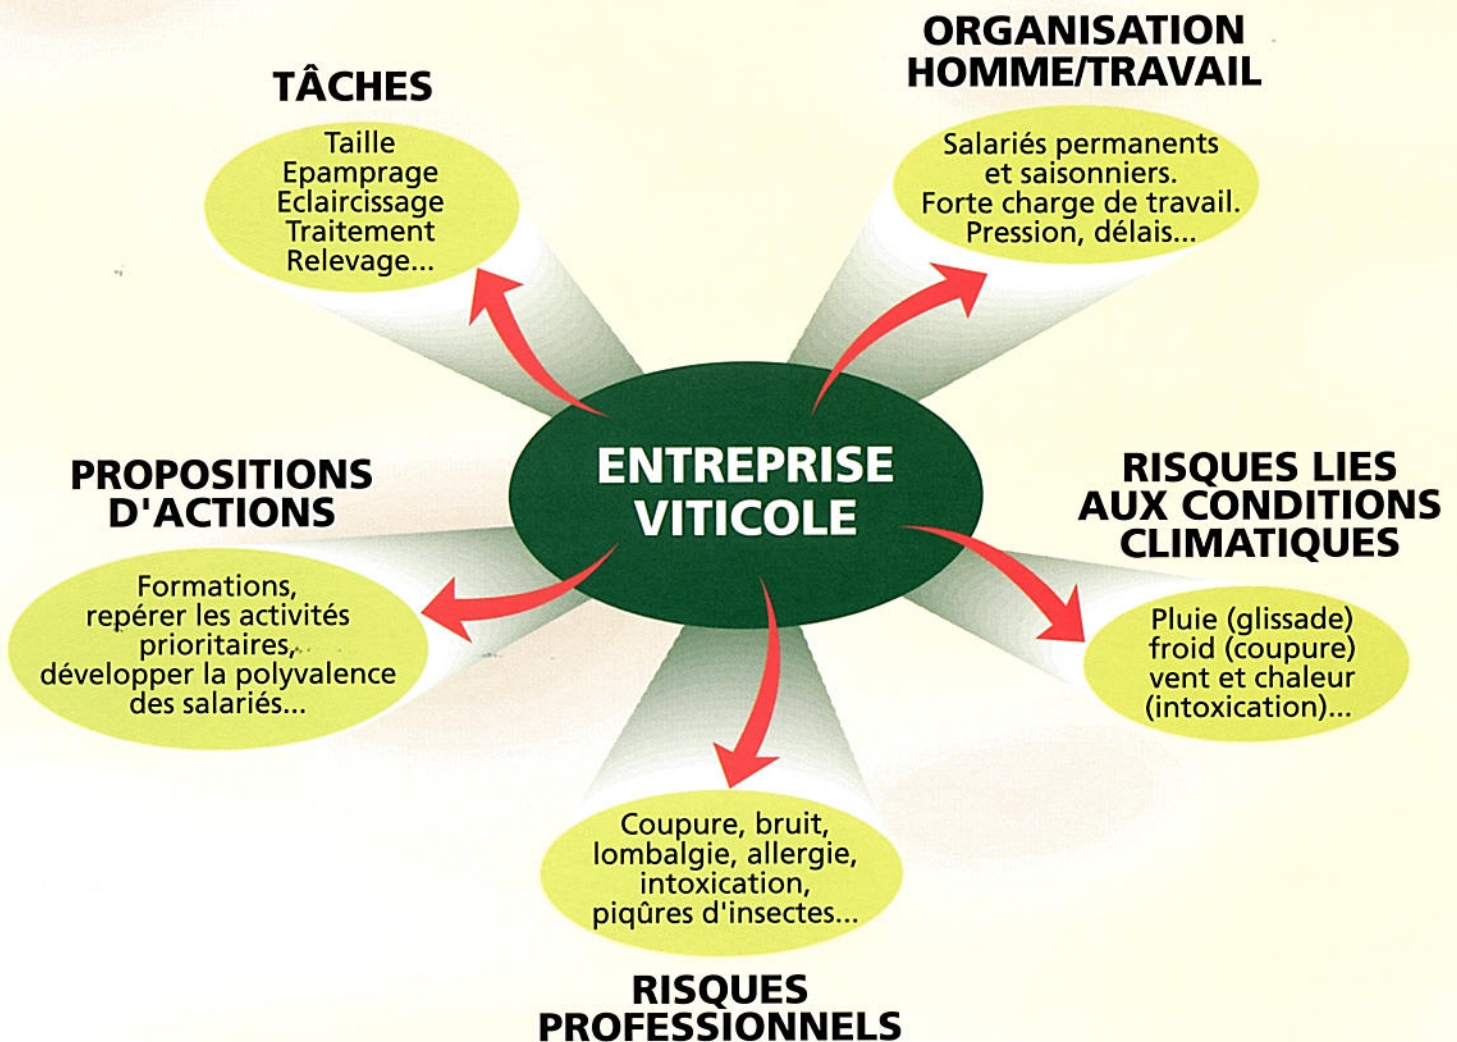 TÂCHES
Taille
Epamprage
Eclaircissage
Traitement
Relevage...
ORGANISATION
HOMME/TRAVAIL
Salariés permanents
et saisonniers.
Forte charge de travail.
Pression, délais...
ENTREPRISE
VITICOLE
PROPOSITIONS
D'ACTIONS
Formations,
repérer les activités
prioritaires,
développer la polyvalence
des salariés...
RISQUES LIES
AUX CONDITIONS
CLIMATIQUES
Pluie (glissade)
froid (coupure)
vent et chaleur
(intoxication)...
Coupure, bruit,
lombalgie, allergie,
intoxication,
piqûres d'insectes...
RISQUES
PROFESSIONNELS